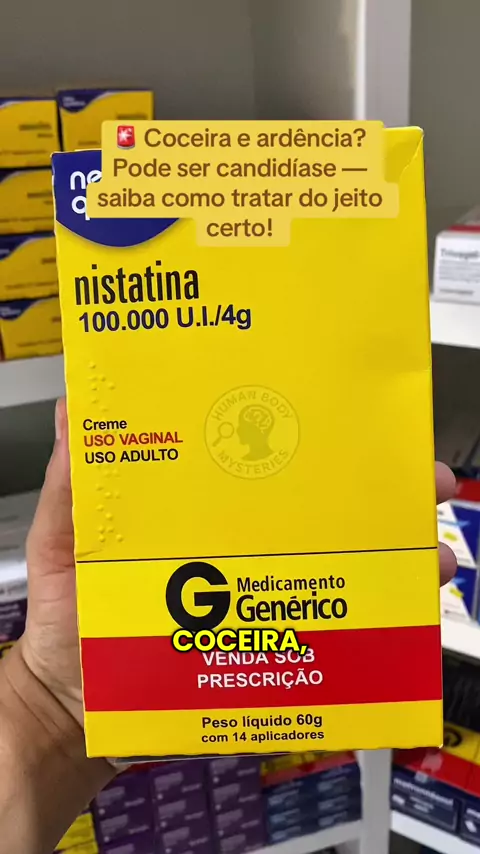 🚨 Coceira e ardência?
Pode ser candidíase —
saiba como tratar do jeito
certo!
nistatina
100.000 U.I./4g
Creme
USO VAGINAL
USO ADULTO
HUMAN BODY
MYSTERIES
G Medicamento
Genérico
COCEIRA,
VENDA SOB
PRESCRIÇÃO
Peso líquido 60g
com 14 aplicadores